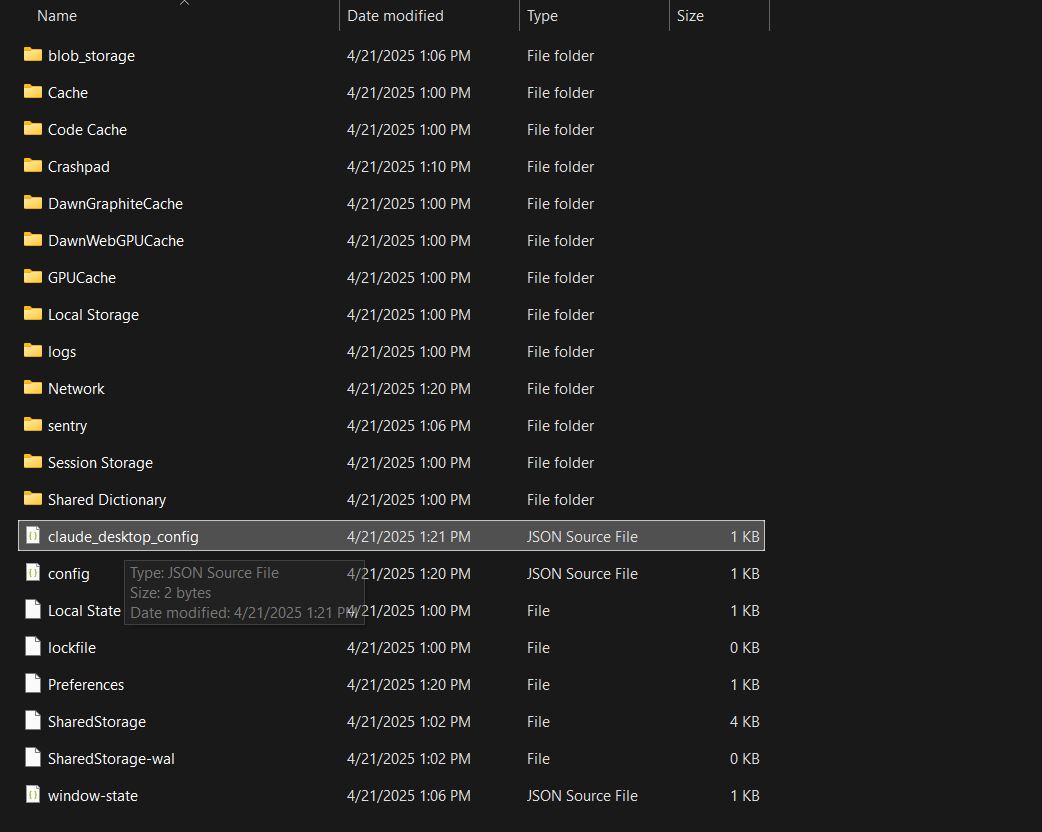 Name Date modified Type Size
blob_storage 4/21/2025 1:06 PM File folder
Cache 4/21/2025 1:00 PM File folder
Code Cache 4/21/2025 1:00 PM File folder
Crashpad 4/21/2025 1:10 PM File folder
DawnGraphiteCache 4/21/2025 1:00 PM File folder
DawnWebGPUCache 4/21/2025 1:00 PM File folder
GPUCache 4/21/2025 1:00 PM File folder
Local Storage 4/21/2025 1:00 PM File folder
logs 4/21/2025 1:00 PM File folder
Network 4/21/2025 1:20 PM File folder
sentry 4/21/2025 1:06 PM File folder
Session Storage 4/21/2025 1:00 PM File folder
Shared Dictionary 4/21/2025 1:00 PM File folder
claude_desktop_config 4/21/2025 1:21 PM JSON Source File 1 KB
config 4/21/2025 1:20 PM JSON Source File 1 KB
Type: JSON Source File
Size: 2 bytes
Date modified: 4/21/2025 1:21 PM
Local State 4/21/2025 1:00 PM File 1 KB
lockfile 4/21/2025 1:00 PM File 0 KB
Preferences 4/21/2025 1:20 PM File 1 KB
SharedStorage 4/21/2025 1:02 PM File 4 KB
SharedStorage-wal 4/21/2025 1:02 PM File 0 KB
window-state 4/21/2025 1:06 PM JSON Source File 1 KB